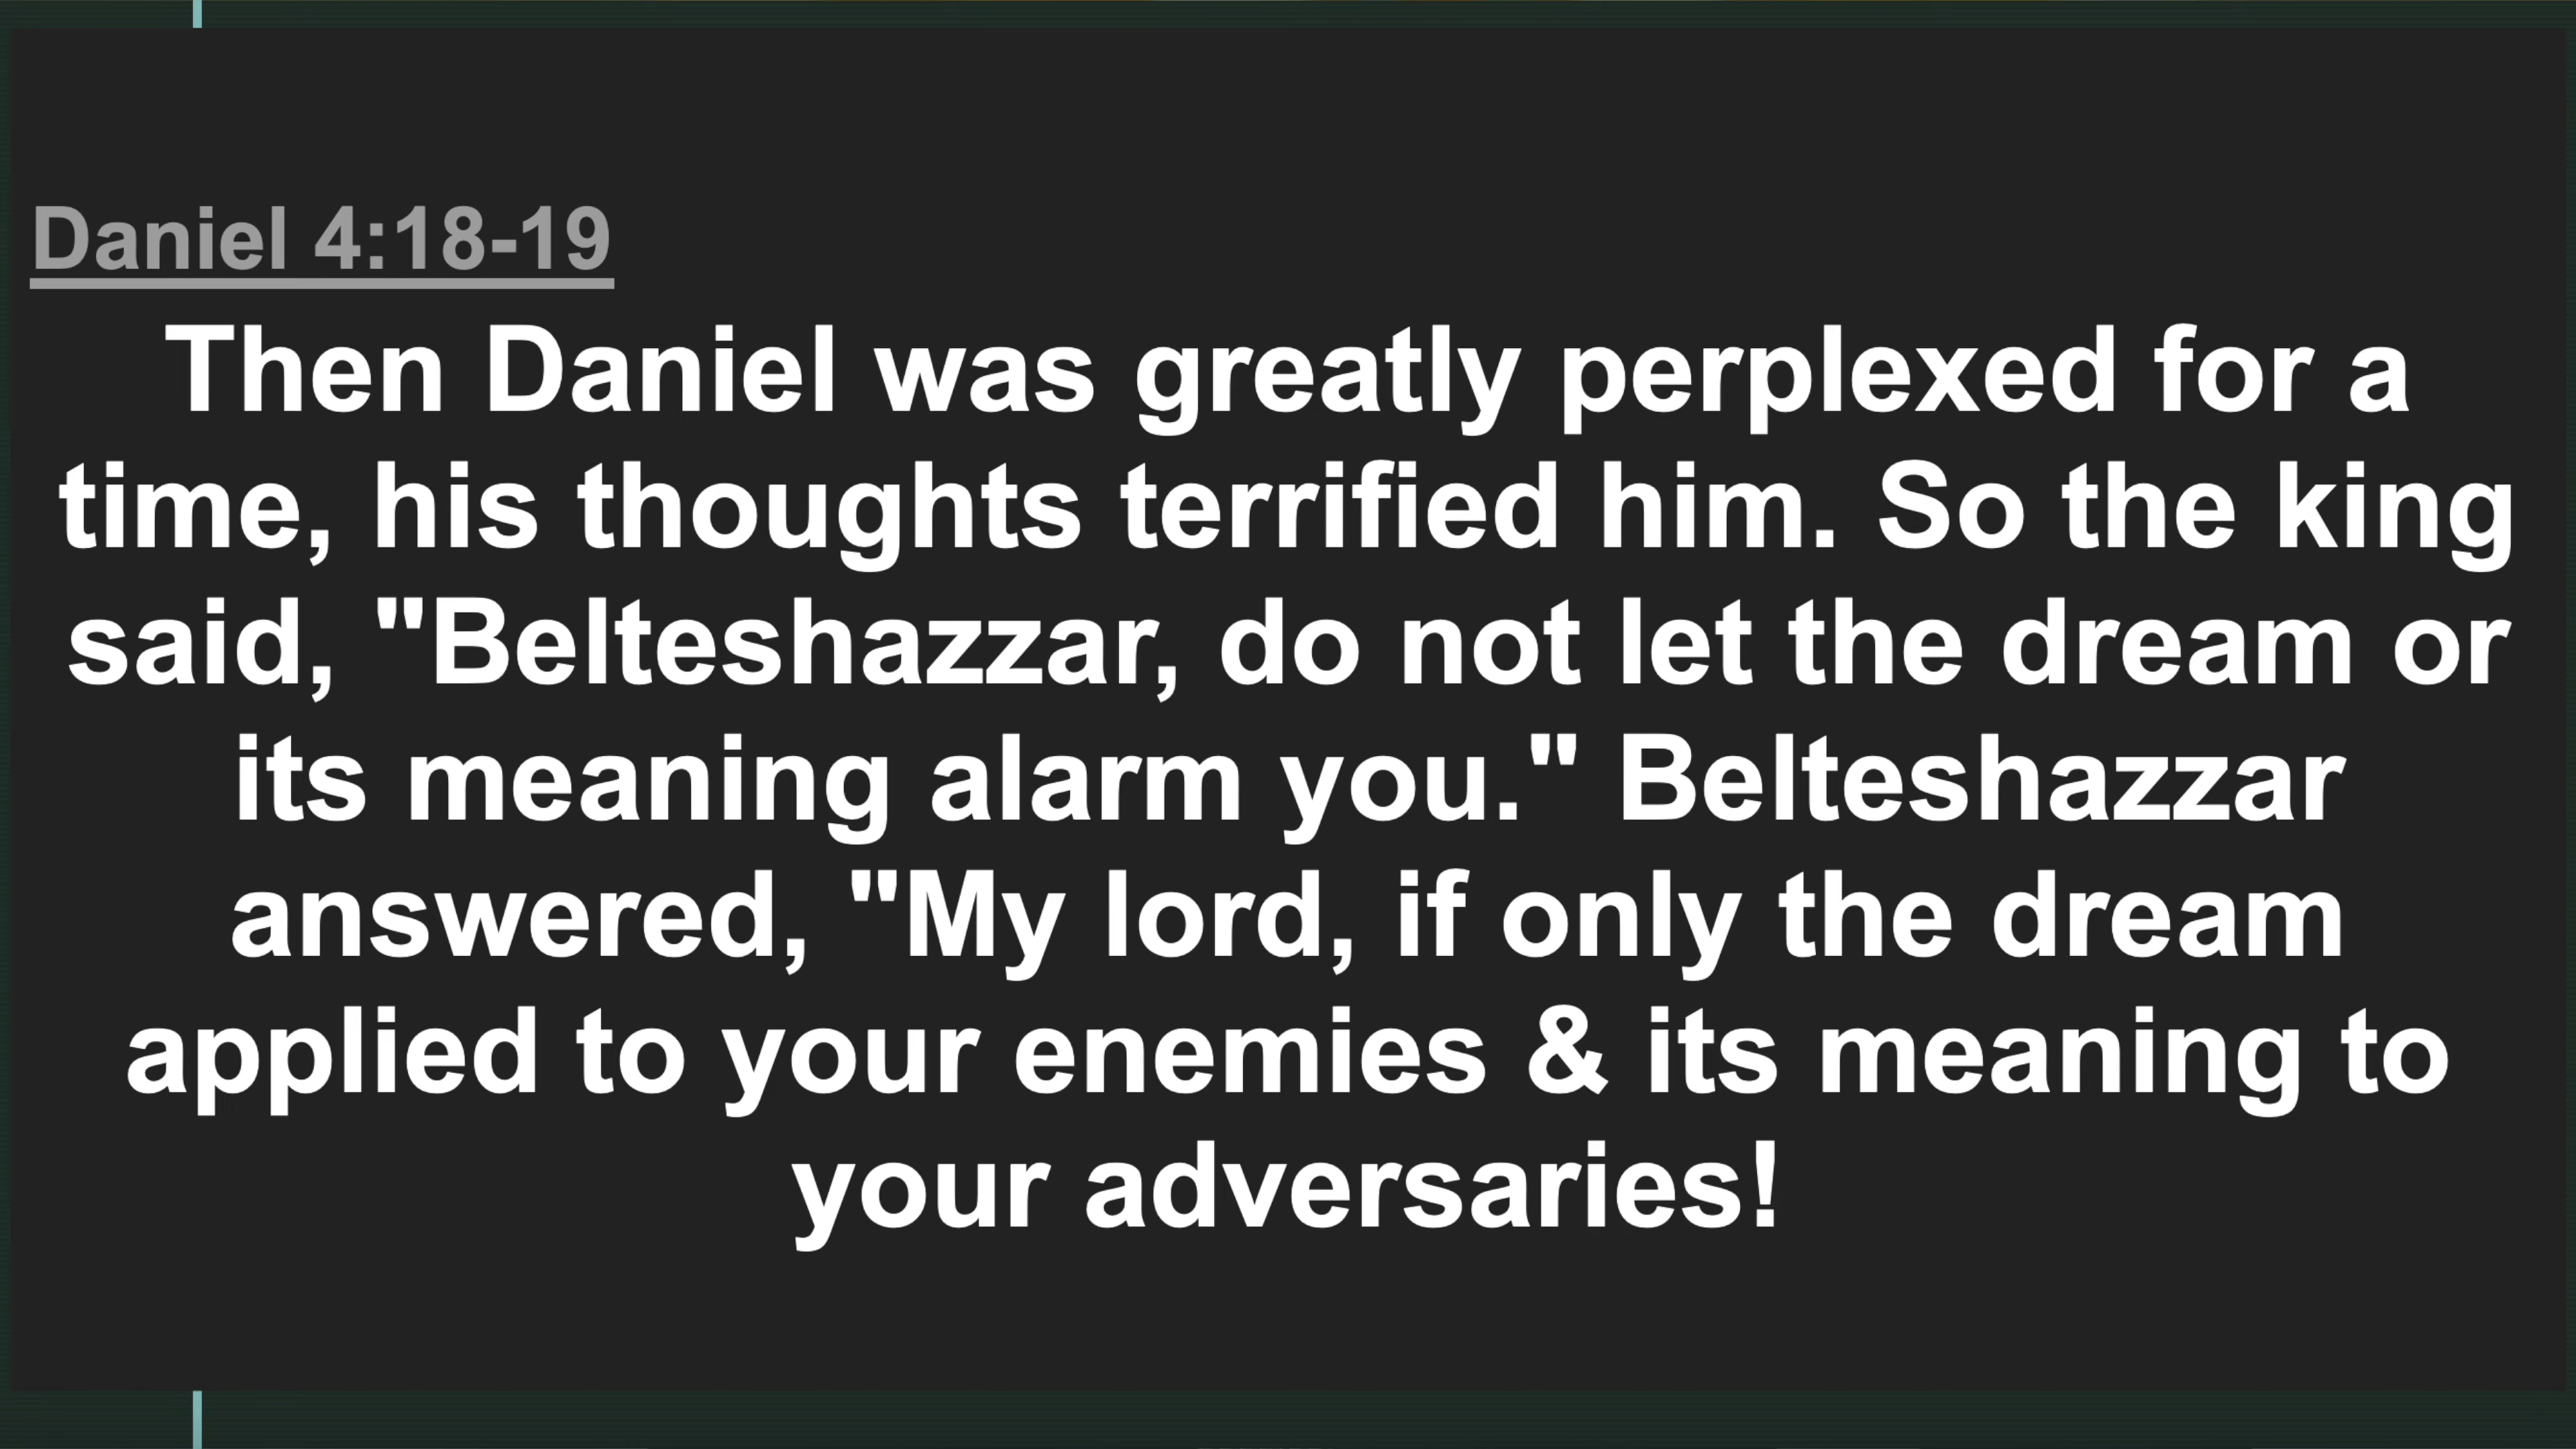 Daniel 4:18-19
Then Daniel was greatly perplexed for a
time, his thoughts terrified him. So the king
said, "Belteshazzar, do not let the dream or
its meaning alarm you." Belteshazzar
answered, "My lord, if only the dream
applied to your enemies & its meaning to
your adversaries!